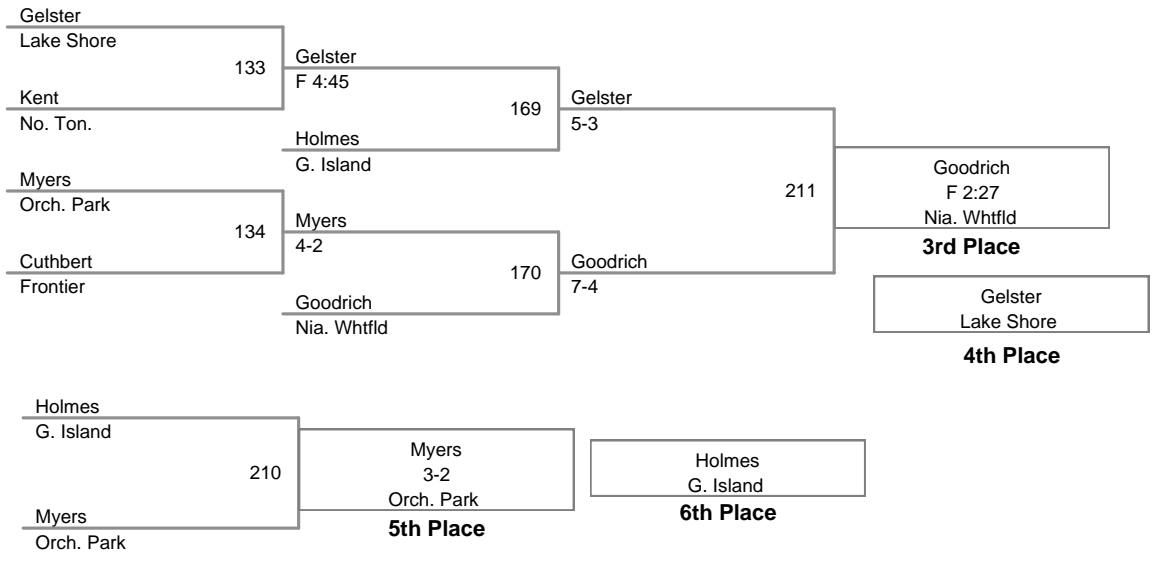 Gelster
Lake Shore
133
Kent
No. Ton.
Myers
Orch. Park
134
Cuthbert
Frontier
Gelster
F 4:45
169
Holmes
G. Island
Myers
4-2
170
Goodrich
Nia. Whtfld
Gelster
5-3
211
Goodrich
7-4
Goodrich
F 2:27
Nia. Whtfld
3rd Place
Gelster
Lake Shore
4th Place
Holmes
G. Island
210
Myers
Orch. Park
Myers
3-2
Orch. Park
5th Place
Holmes
G. Island
6th Place